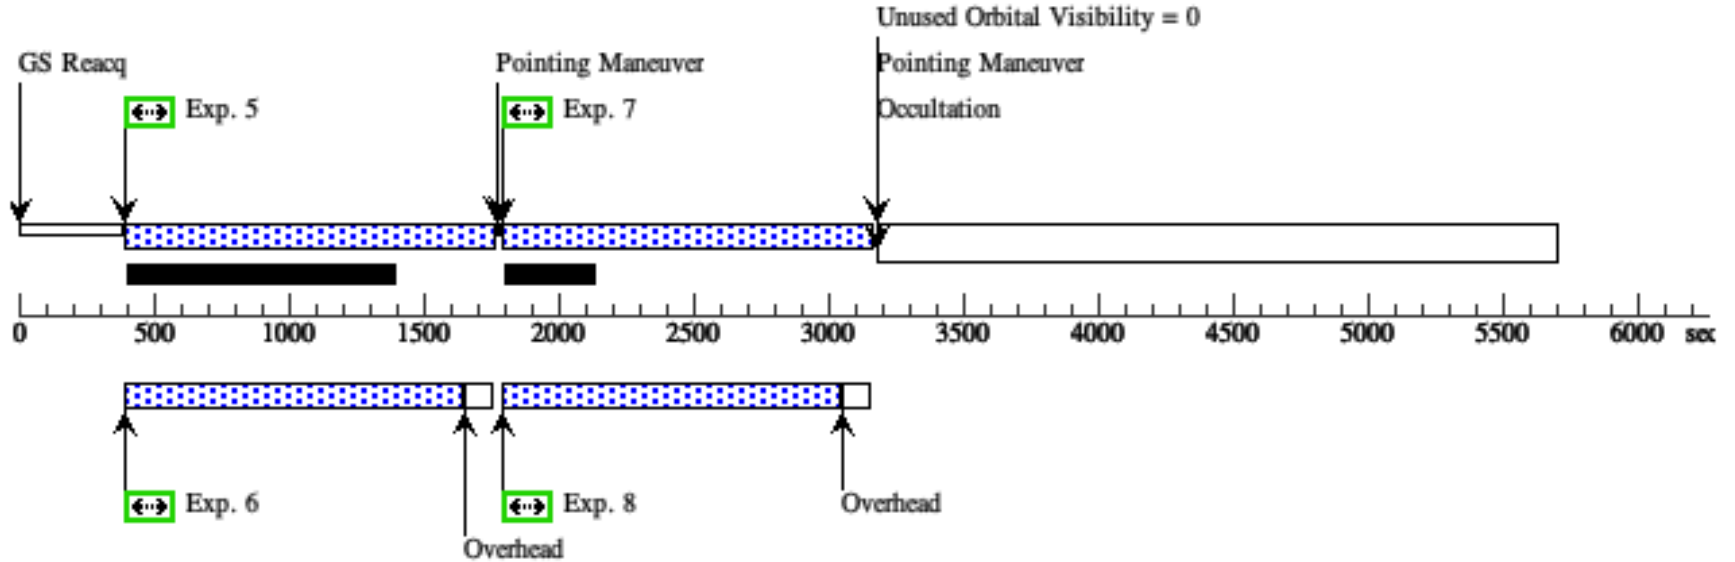 Unused Orbital Visibility = 0
GS Reacq
Pointing Maneuver
Pointing Maneuver
Exp. 5
Exp. 7
Occultation
0 500 1000 1500 2000 2500 3000 3500 4000 4500 5000 5500 6000 sec
Exp. 6
Exp. 8
Overhead
Overhead